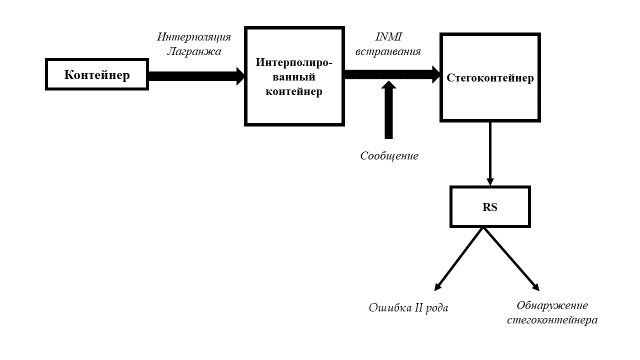 Интерполяция
Лагранжа
INMI
встраивания
Контейнер
Интерполиро-
ванный
контейнер
Стегоконтейнер
Сообщение
RS
Ошибка II рода
Обнаружение
стегоконтейнера